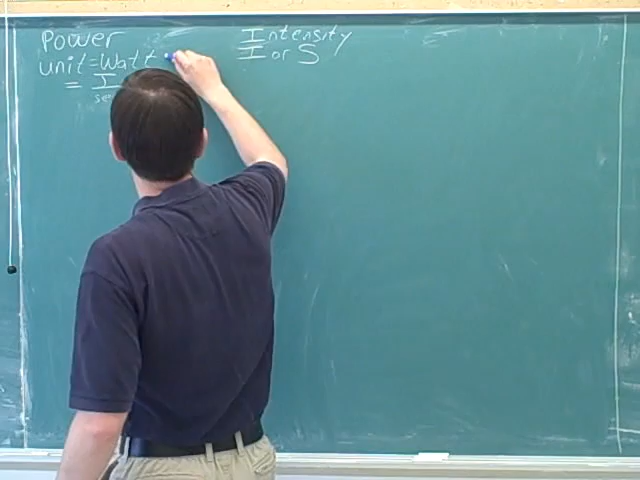 Power
unit=Watt
= J
Intensity
I or S